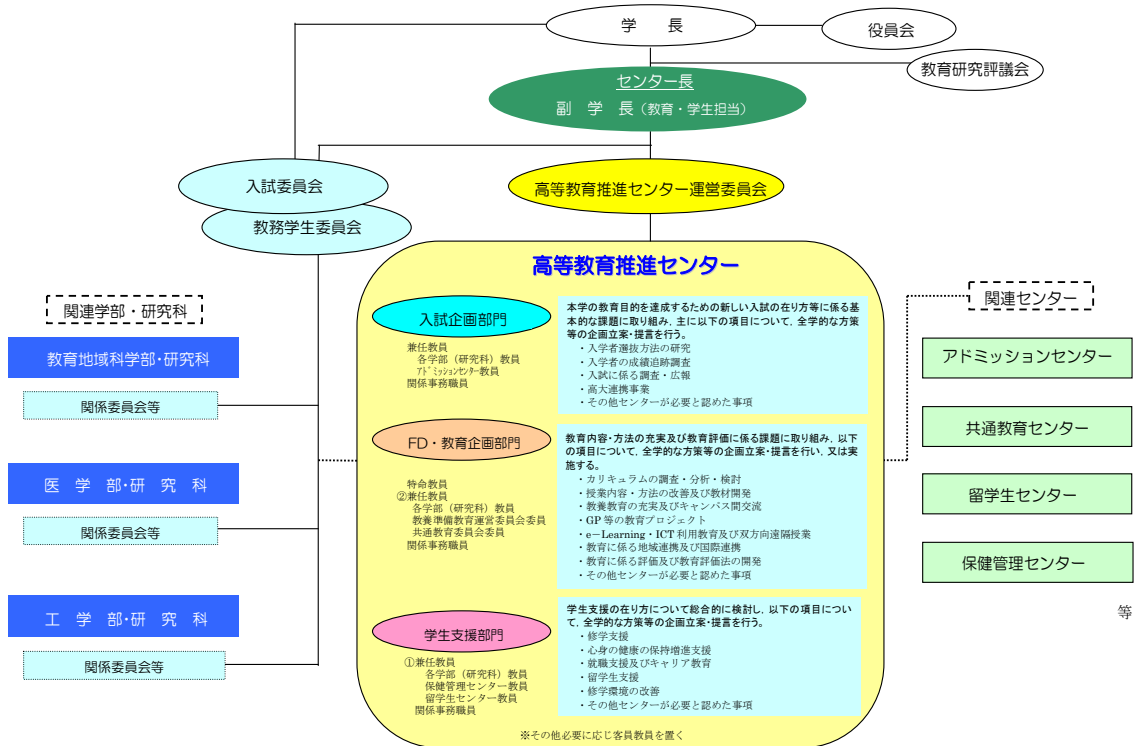 学　長
役員会
教育研究評議会
センター長
副　学　長（教育・学生担当）
入試委員会
教務学生委員会
高等教育推進センター運営委員会
高等教育推進センター
関連学部・研究科
教育地域科学部・研究科
関係委員会等
医　学　部・研　究　科
関係委員会等
工　学　部・研　究　科
関係委員会等
入試企画部門
兼任教員
各学部（研究科）教員
ｱﾄﾞﾐｯｼｮﾝｾﾝﾀｰ教員
関係事務職員
本学の教育目的を達成するための新しい入試の在り方等に係る基
本的な課題に取り組み、主に以下の項目について、全学的な方策
等の企画立案・提言を行う。
・入学者選抜方法の研究
・入学者の成績追跡調査
・入試に係る調査・広報
・高大連携事業
・その他センターが必要と認めた事項
FD・教育企画部門
特命教員
②兼任教員
各学部（研究科）教員
教養準備教育運営委員会委員
共通教育委員会委員
関係事務職員
教育内容・方法の充実及び教育評価に係る課題に取り組み、以下
の項目について、全学的な方策等の企画立案・提言を行い、又は実
施する。
・カリキュラムの調査・分析・検討
・授業内容・方法の改善及び教材開発
・教養教育の充実及びキャンパス間交流
・GP 等の教育プロジェクト
・e－Learning・ICT 利用教育及び双方向遠隔授業
・教育に係る地域連携及び国際連携
・教育に係る評価及び教育評価法の開発
・その他センターが必要と認めた事項
学生支援部門
①兼任教員
各学部（研究科）教員
保健管理センター教員
留学生センター教員
関係事務職員
学生支援の在り方について総合的に検討し、以下の項目につい
て、全学的な方策等の企画立案・提言を行う。
・修学支援
・心身の健康の保持増進支援
・就職支援及びキャリア教育
・留学生支援
・修学環境の改善
・その他センターが必要と認めた事項
※その他必要に応じ客員教員を置く
関連センター
アドミッションセンター
共通教育センター
留学生センター
保健管理センター
等